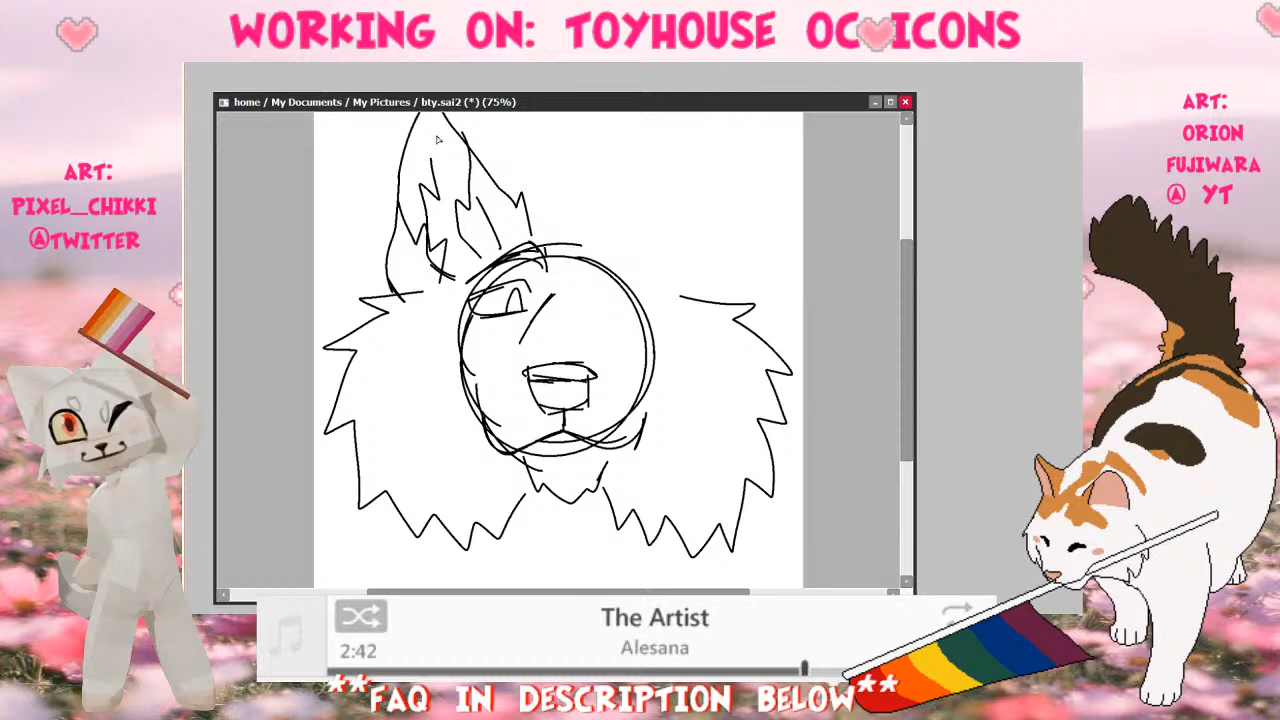 WORKING ON: TOYHOUSE OC ICONS
home / My Documents / My Pictures / bty.sai2 (*) (75%)
ART:
PIXEL_CHIKKI
@TWITTER
ART:
ORION
FUJIWARA
@ YT
The Artist
2:42
Alesana
**FAQ IN DESCRIPTION BELOW**